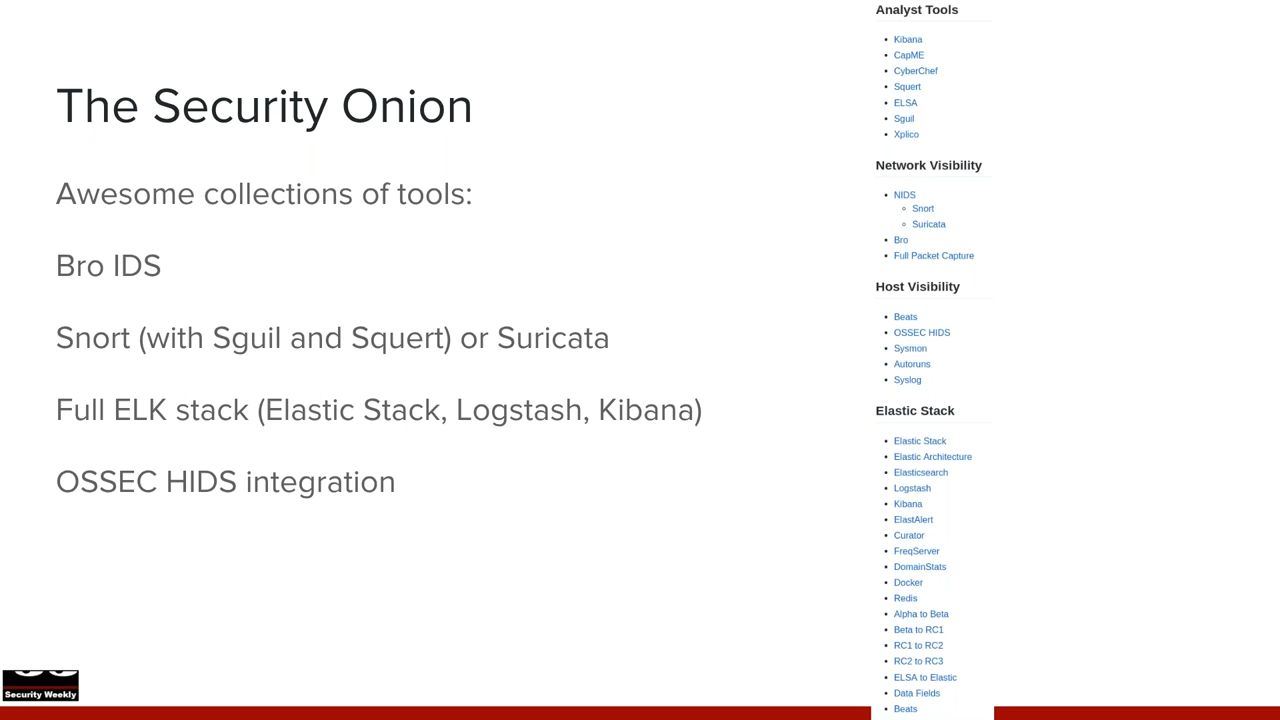 The Security Onion
Awesome collections of tools:
Bro IDS
Snort (with Sguil and Squert) or Suricata
Full ELK stack (Elastic Stack, Logstash, Kibana)
OSSEC HIDS integration
Security Weekly
Analyst Tools
Kibana
CapME
CyberChef
Squert
ELSA
Sguil
Xplico
Network Visibility
NIDS
Snort
Suricata
Bro
Full Packet Capture
Host Visibility
Beats
OSSEC HIDS
Sysmon
Autoruns
Syslog
Elastic Stack
Elastic Stack
Elastic Architecture
Elasticsearch
Logstash
Kibana
ElastAlert
Curator
FreqServer
DomainStats
Docker
Redis
Alpha to Beta
Beta to RC1
RC1 to RC2
RC2 to RC3
ELSA to Elastic
Data Fields
Beats